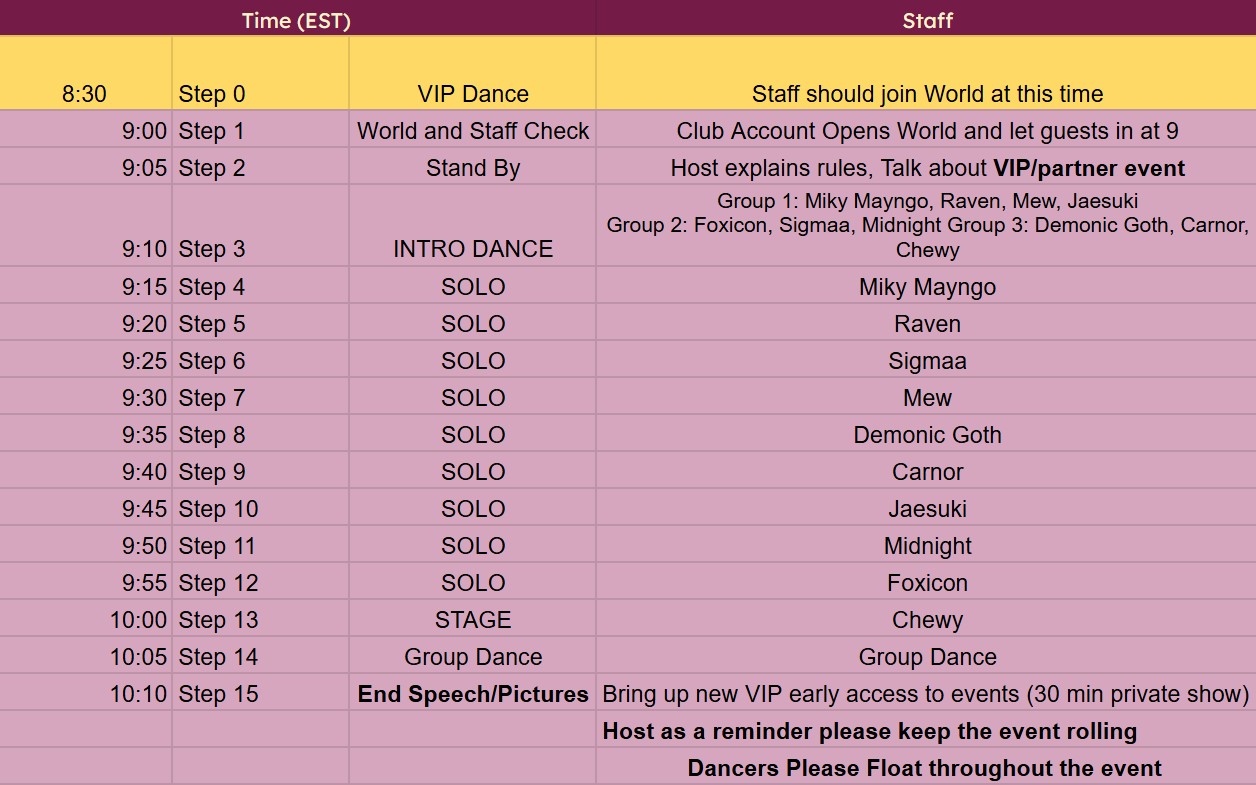 Time (EST) Staff
8:30 Step 0 VIP Dance Staff should join World at this time
9:00 Step 1 World and Staff Check Club Account Opens World and let guests in at 9
9:05 Step 2 Stand By Host explains rules, Talk about VIP/partner event
Group 1: Miky Mayngo, Raven, Mew, Jaesuki
Group 2: Foxicon, Sigmaa, Midnight Group 3: Demonic Goth, Carnor,
9:10 Step 3 INTRO DANCE Chewy
9:15 Step 4 SOLO Miky Mayngo
9:20 Step 5 SOLO Raven
9:25 Step 6 SOLO Sigmaa
9:30 Step 7 SOLO Mew
9:35 Step 8 SOLO Demonic Goth
9:40 Step 9 SOLO Carnor
9:45 Step 10 SOLO Jaesuki
9:50 Step 11 SOLO Midnight
9:55 Step 12 SOLO Foxicon
10:00 Step 13 STAGE Chewy
10:05 Step 14 Group Dance Group Dance
10:10 Step 15 End Speech/Pictures Bring up new VIP early access to events (30 min private show)
Host as a reminder please keep the event rolling
Dancers Please Float throughout the event